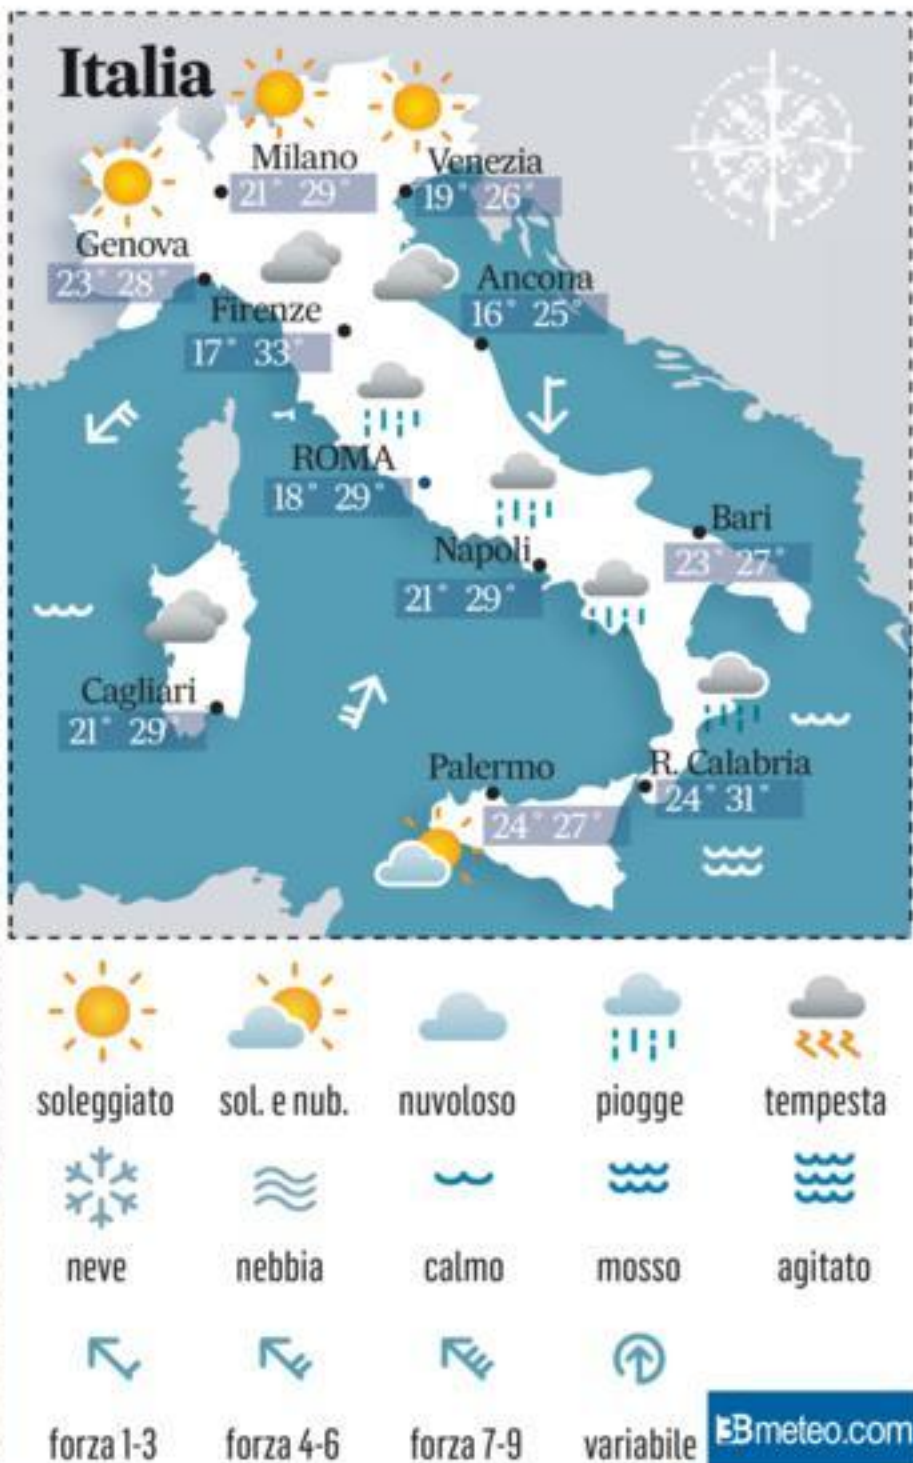 Italia
Milano
21° 29°
Venezia
19° 26°
Genova
23° 28°
Ancona
16° 25°
Firenze
17° 33°
ROMA
18° 29°
Bari
23° 27°
Napoli
21° 29°
Cagliari
21° 29°
Palermo
24° 27°
R. Calabria
24° 31°
soleggiato sol. e nub. nuvoloso piogge tempesta
neve nebbia calmo mosso agitato
forza 1-3 forza 4-6 forza 7-9 variabile
3Bmeteo.com